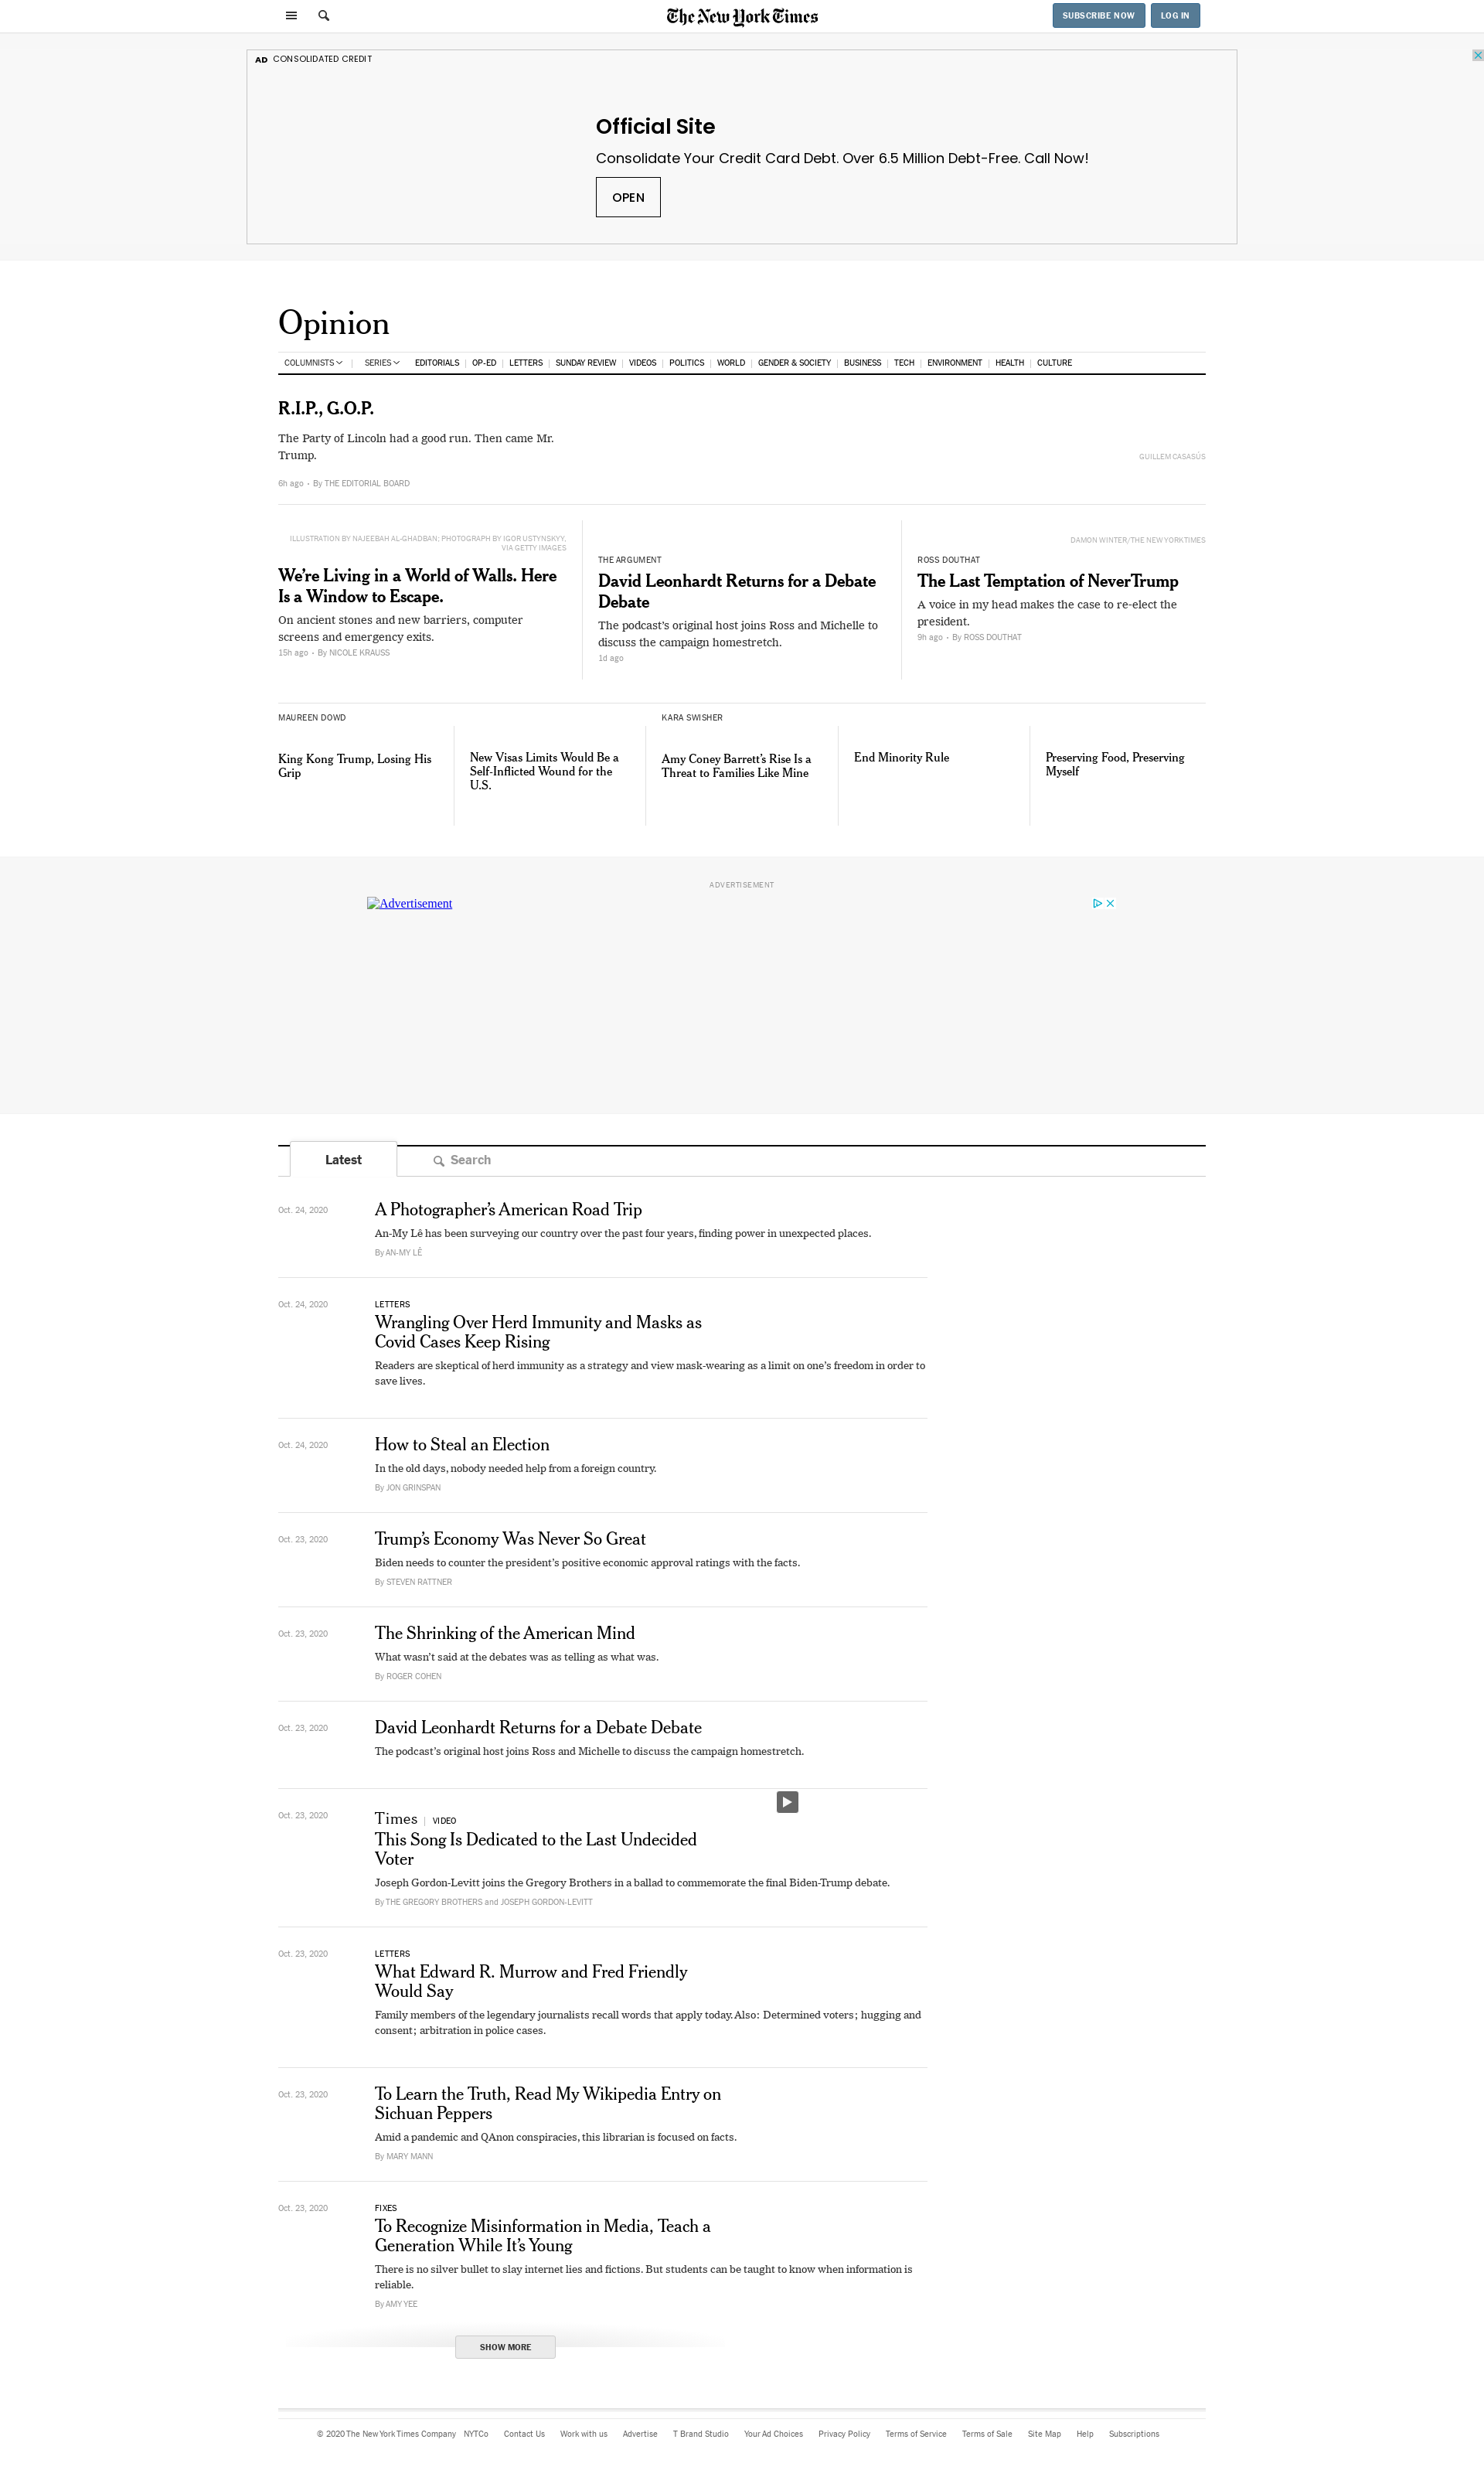 The New York Times
SUBSCRIBE NOW
LOG IN
AD CONSOLIDATED CREDIT
Official Site
Consolidate Your Credit Card Debt. Over 6.5 Million Debt-Free. Call Now!
OPEN
Opinion
COLUMNISTS | SERIES EDITORIALS | OP-ED | LETTERS | SUNDAY REVIEW | VIDEOS | POLITICS | WORLD | GENDER & SOCIETY | BUSINESS | TECH | ENVIRONMENT | HEALTH | CULTURE
R.I.P., G.O.P.
The Party of Lincoln had a good run. Then came Mr.
Trump.
GUILLEM CASASÚS
6h ago • By THE EDITORIAL BOARD
ILLUSTRATION BY NAJEEBAH AL-GHADBAN; PHOTOGRAPH BY IGOR USTYNSKYY,
VIA GETTY IMAGES
We’re Living in a World of Walls. Here
Is a Window to Escape.
On ancient stones and new barriers, computer
screens and emergency exits.
15h ago • By NICOLE KRAUSS
THE ARGUMENT
David Leonhardt Returns for a Debate
Debate
The podcast’s original host joins Ross and Michelle to
discuss the campaign homestretch.
1d ago
DAMON WINTER/THE NEW YORK TIMES
ROSS DOUTHAT
The Last Temptation of NeverTrump
A voice in my head makes the case to re-elect the
president.
9h ago • By ROSS DOUTHAT
MAUREEN DOWD
King Kong Trump, Losing His
Grip
New Visas Limits Would Be a
Self-Inflicted Wound for the
U.S.
KARA SWISHER
Amy Coney Barrett’s Rise Is a
Threat to Families Like Mine
End Minority Rule
Preserving Food, Preserving
Myself
ADVERTISEMENT
Advertisement
Latest
Search
Oct. 24, 2020
A Photographer’s American Road Trip
An-My Lê has been surveying our country over the past four years, finding power in unexpected places.
By AN-MY LÊ
Oct. 24, 2020
LETTERS
Wrangling Over Herd Immunity and Masks as
Covid Cases Keep Rising
Readers are skeptical of herd immunity as a strategy and view mask-wearing as a limit on one’s freedom in order to
save lives.
Oct. 24, 2020
How to Steal an Election
In the old days, nobody needed help from a foreign country.
By JON GRINSPAN
Oct. 23, 2020
Trump’s Economy Was Never So Great
Biden needs to counter the president’s positive economic approval ratings with the facts.
By STEVEN RATTNER
Oct. 23, 2020
The Shrinking of the American Mind
What wasn’t said at the debates was as telling as what was.
By ROGER COHEN
Oct. 23, 2020
David Leonhardt Returns for a Debate Debate
The podcast’s original host joins Ross and Michelle to discuss the campaign homestretch.
Oct. 23, 2020
Times | VIDEO
This Song Is Dedicated to the Last Undecided
Voter
Joseph Gordon-Levitt joins the Gregory Brothers in a ballad to commemorate the final Biden-Trump debate.
By THE GREGORY BROTHERS and JOSEPH GORDON-LEVITT
Oct. 23, 2020
LETTERS
What Edward R. Murrow and Fred Friendly
Would Say
Family members of the legendary journalists recall words that apply today. Also: Determined voters; hugging and
consent; arbitration in police cases.
Oct. 23, 2020
To Learn the Truth, Read My Wikipedia Entry on
Sichuan Peppers
Amid a pandemic and QAnon conspiracies, this librarian is focused on facts.
By MARY MANN
Oct. 23, 2020
FIXES
To Recognize Misinformation in Media, Teach a
Generation While It’s Young
There is no silver bullet to slay internet lies and fictions. But students can be taught to know when information is
reliable.
By AMY YEE
SHOW MORE
© 2020 The New York Times Company NYTCo Contact Us Work with us Advertise T Brand Studio Your Ad Choices Privacy Policy Terms of Service Terms of Sale Site Map Help Subscriptions